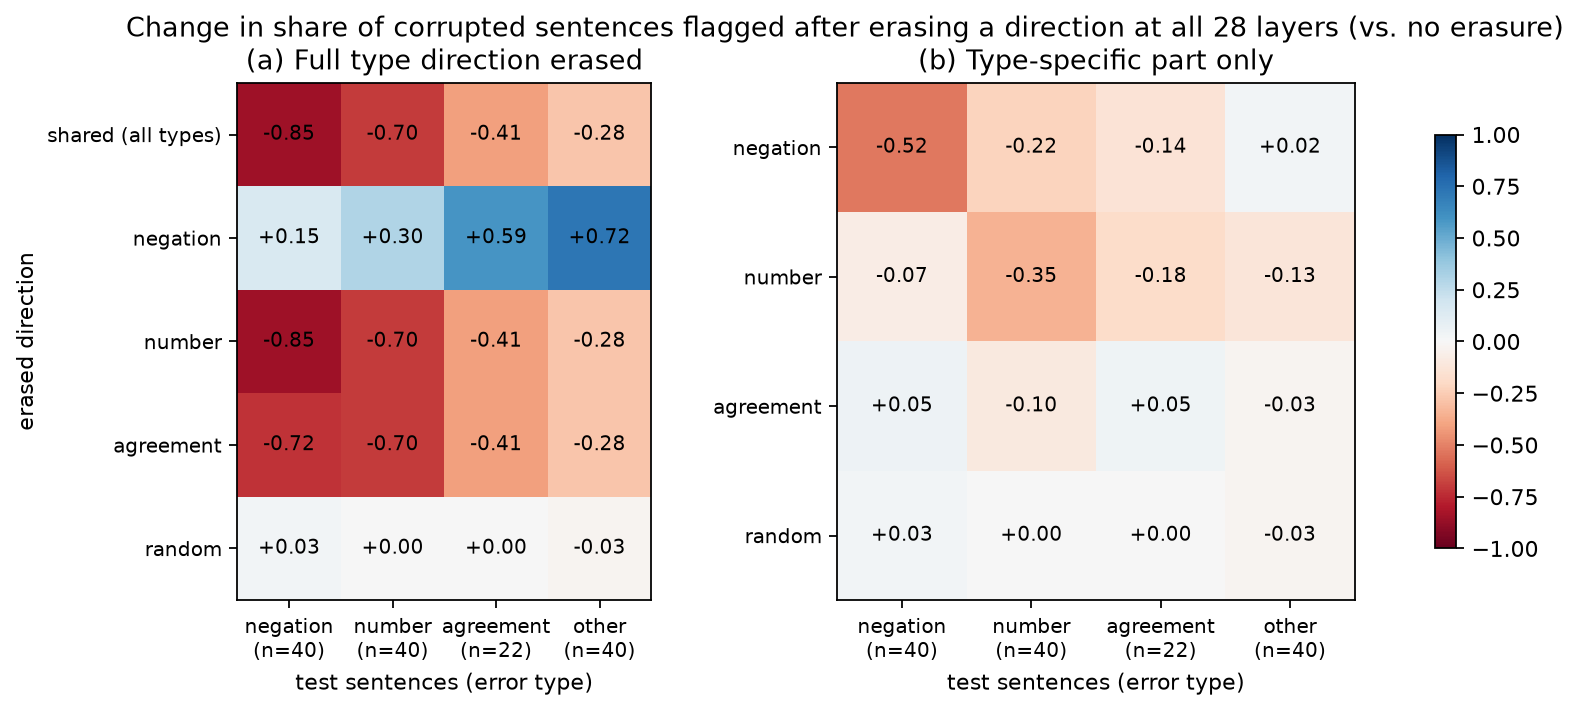 Change in share of corrupted sentences flagged after erasing a direction at all 28 layers (vs. no erasure)
(a) Full type direction erased
(b) Type-specific part only
erased direction
shared (all types) -0.85 -0.70 -0.41 -0.28
negation +0.15 +0.30 +0.59 +0.72
number -0.85 -0.70 -0.41 -0.28
agreement -0.72 -0.70 -0.41 -0.28
random +0.03 +0.00 +0.00 -0.03
negation number agreement other
(n=40) (n=40) (n=22) (n=40)
test sentences (error type)
negation -0.52 -0.22 -0.14 +0.02
number -0.07 -0.35 -0.18 -0.13
agreement +0.05 -0.10 +0.05 -0.03
random +0.03 +0.00 +0.00 -0.03
negation number agreement other
(n=40) (n=40) (n=22) (n=40)
test sentences (error type)
1.00
0.75
0.50
0.25
0.00
−0.25
−0.50
−0.75
−1.00